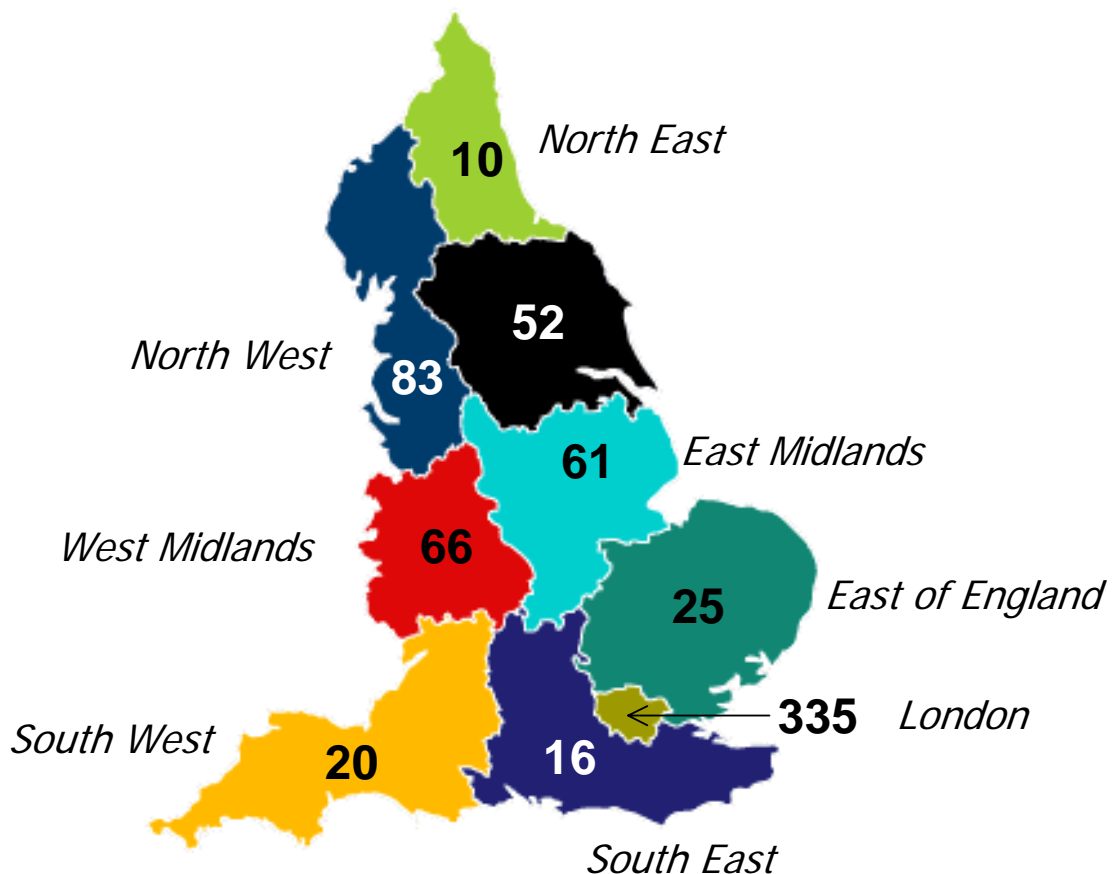 North East
10
52
North West
83
61
East Midlands
West Midlands
66
25
East of England
335
London
South West
20
16
South East